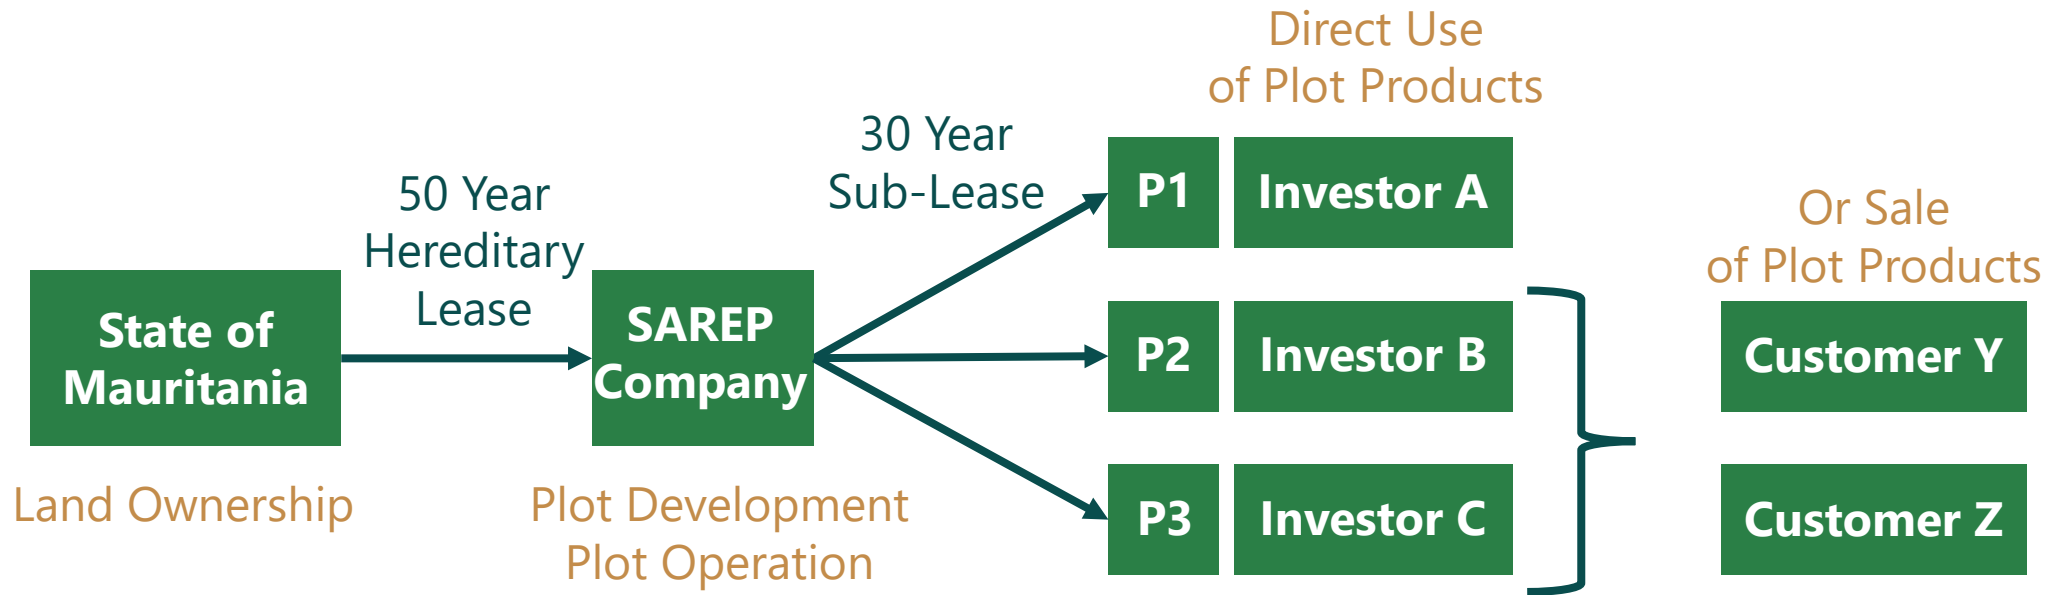 State of
Mauritania
Land Ownership
50 Year
Hereditary
Lease
SAREP
Company
Plot Development
Plot Operation
30 Year
Sub-Lease
Direct Use
of Plot Products
P1
Investor A
P2
Investor B
P3
Investor C
Or Sale
of Plot Products
Customer Y
Customer Z